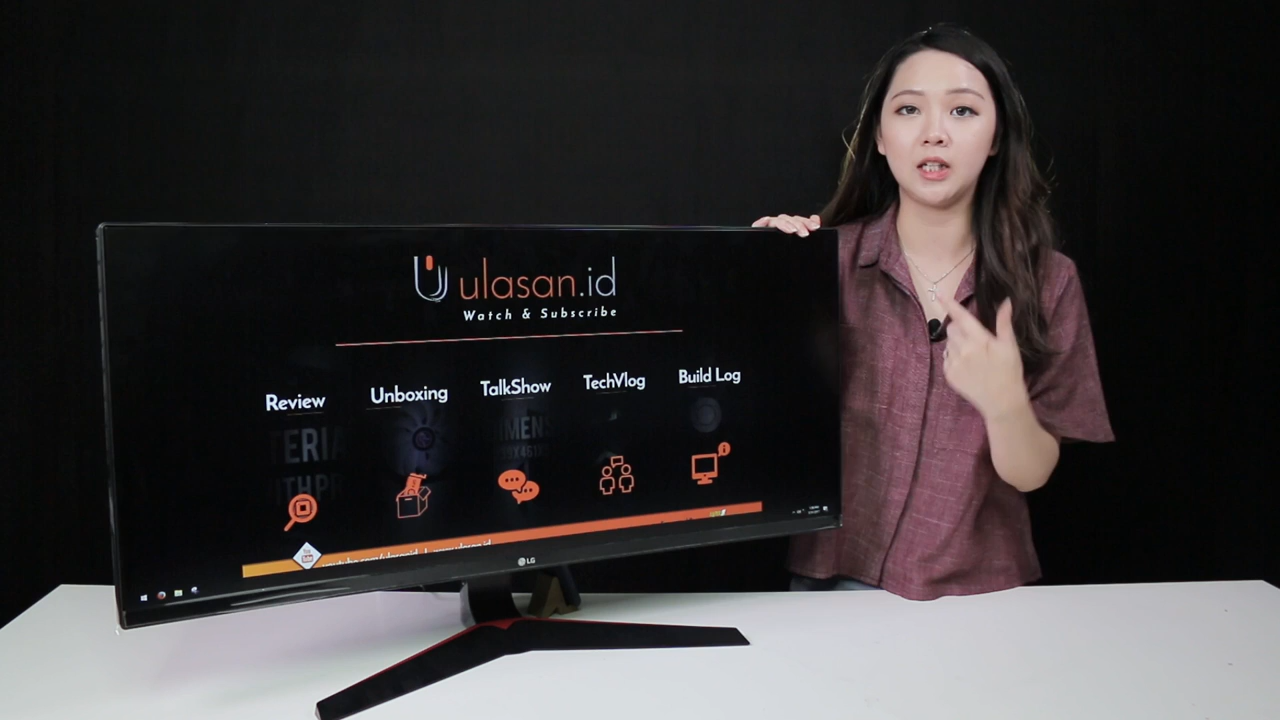 ulasan.id
Watch & Subscribe
Review
Unboxing
TalkShow
TechVlog
Build Log
LG